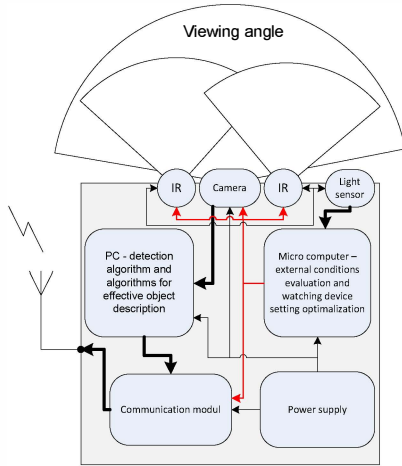 Viewing angle
IR
Camera
IR
Light
sensor
PC - detection
algorithm and
algorithms for
effective object
description
Micro computer –
external conditions
evaluation and
watching device
setting optimalization
Communication modul
Power supply